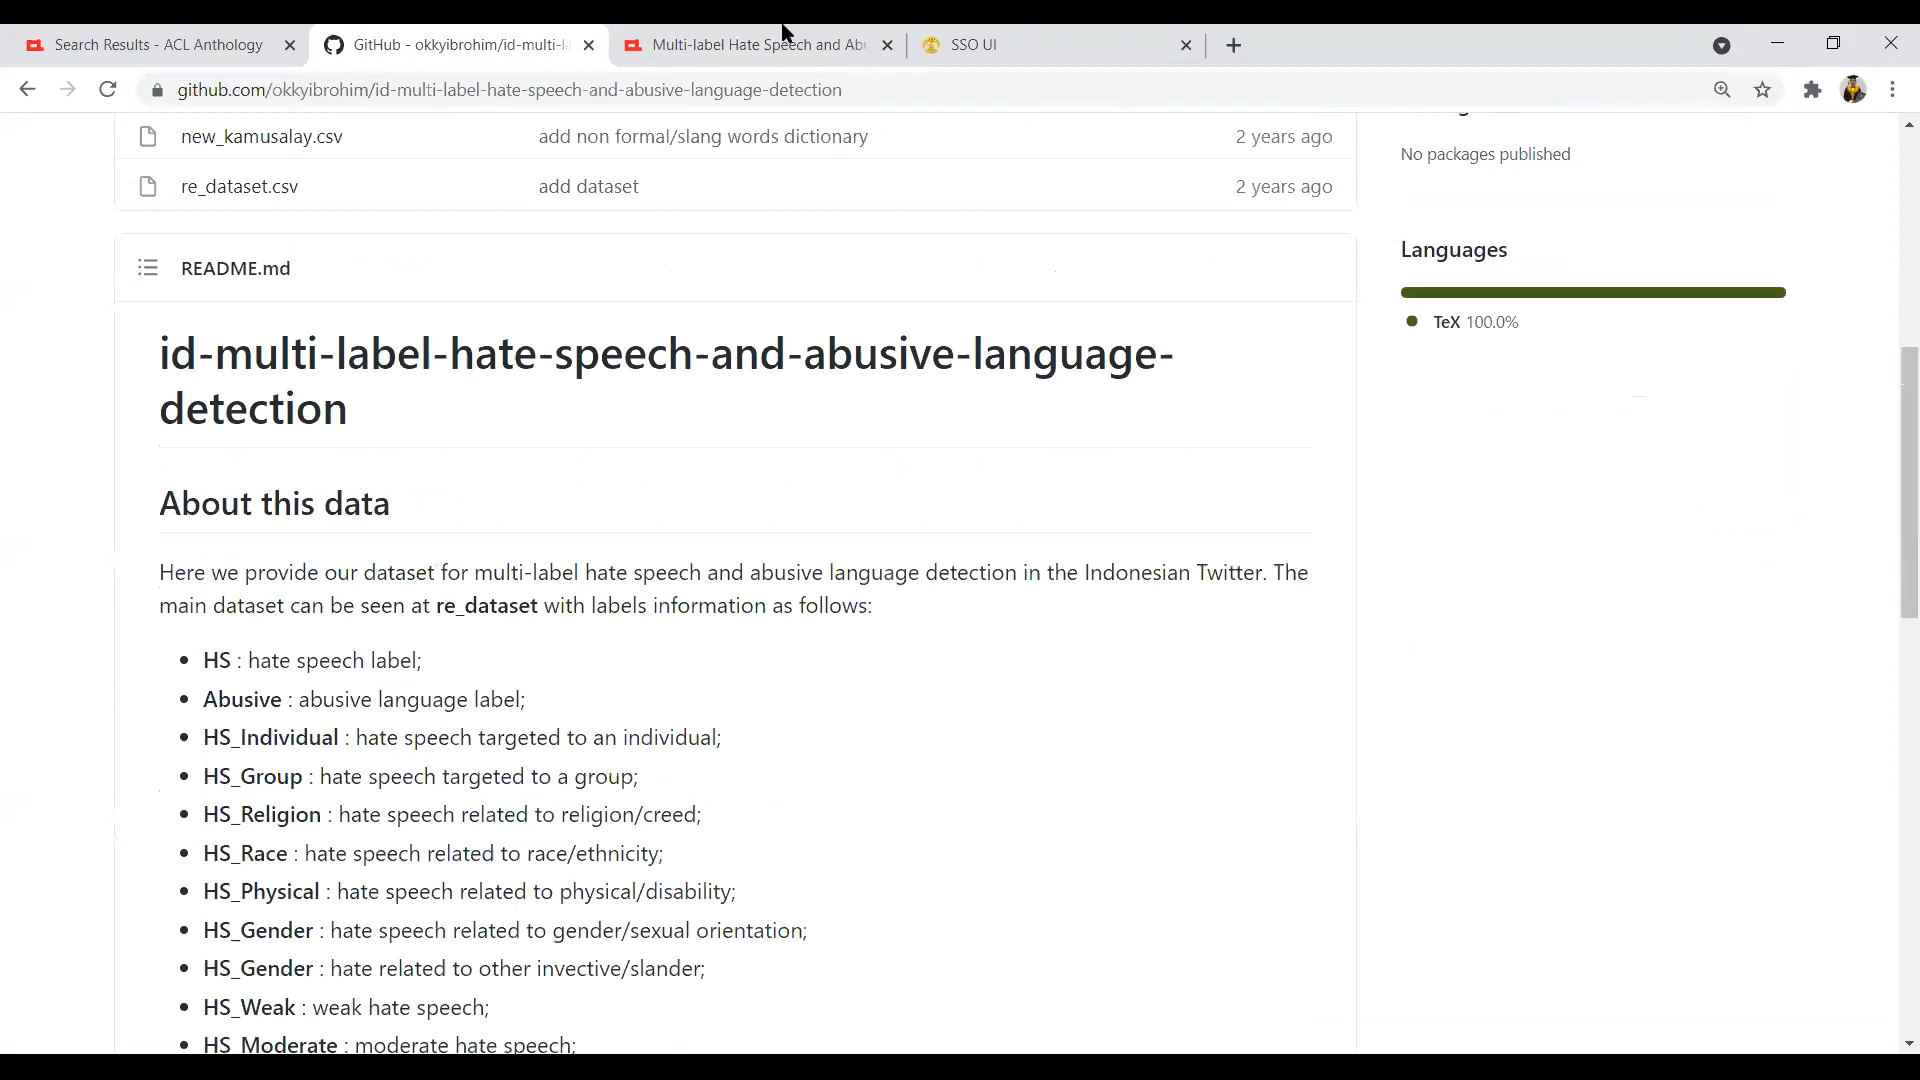 Search Results - ACL Anthology
GitHub - okkyibrohim/id-multi-la
Multi-label Hate Speech and Abu
SSO UI
github.com/okkyibrohim/id-multi-label-hate-speech-and-abusive-language-detection
new_kamusalay.csv add non formal/slang words dictionary 2 years ago
No packages published
re_dataset.csv add dataset 2 years ago
Languages
README.md
TeX 100.0%
id-multi-label-hate-speech-and-abusive-language-
detection
About this data
Here we provide our dataset for multi-label hate speech and abusive language detection in the Indonesian Twitter. The
main dataset can be seen at re_dataset with labels information as follows:
• HS : hate speech label;
• Abusive : abusive language label;
• HS_Individual : hate speech targeted to an individual;
• HS_Group : hate speech targeted to a group;
• HS_Religion : hate speech related to religion/creed;
• HS_Race : hate speech related to race/ethnicity;
• HS_Physical : hate speech related to physical/disability;
• HS_Gender : hate speech related to gender/sexual orientation;
• HS_Gender : hate related to other invective/slander;
• HS_Weak : weak hate speech;
• HS_Moderate : moderate hate speech;